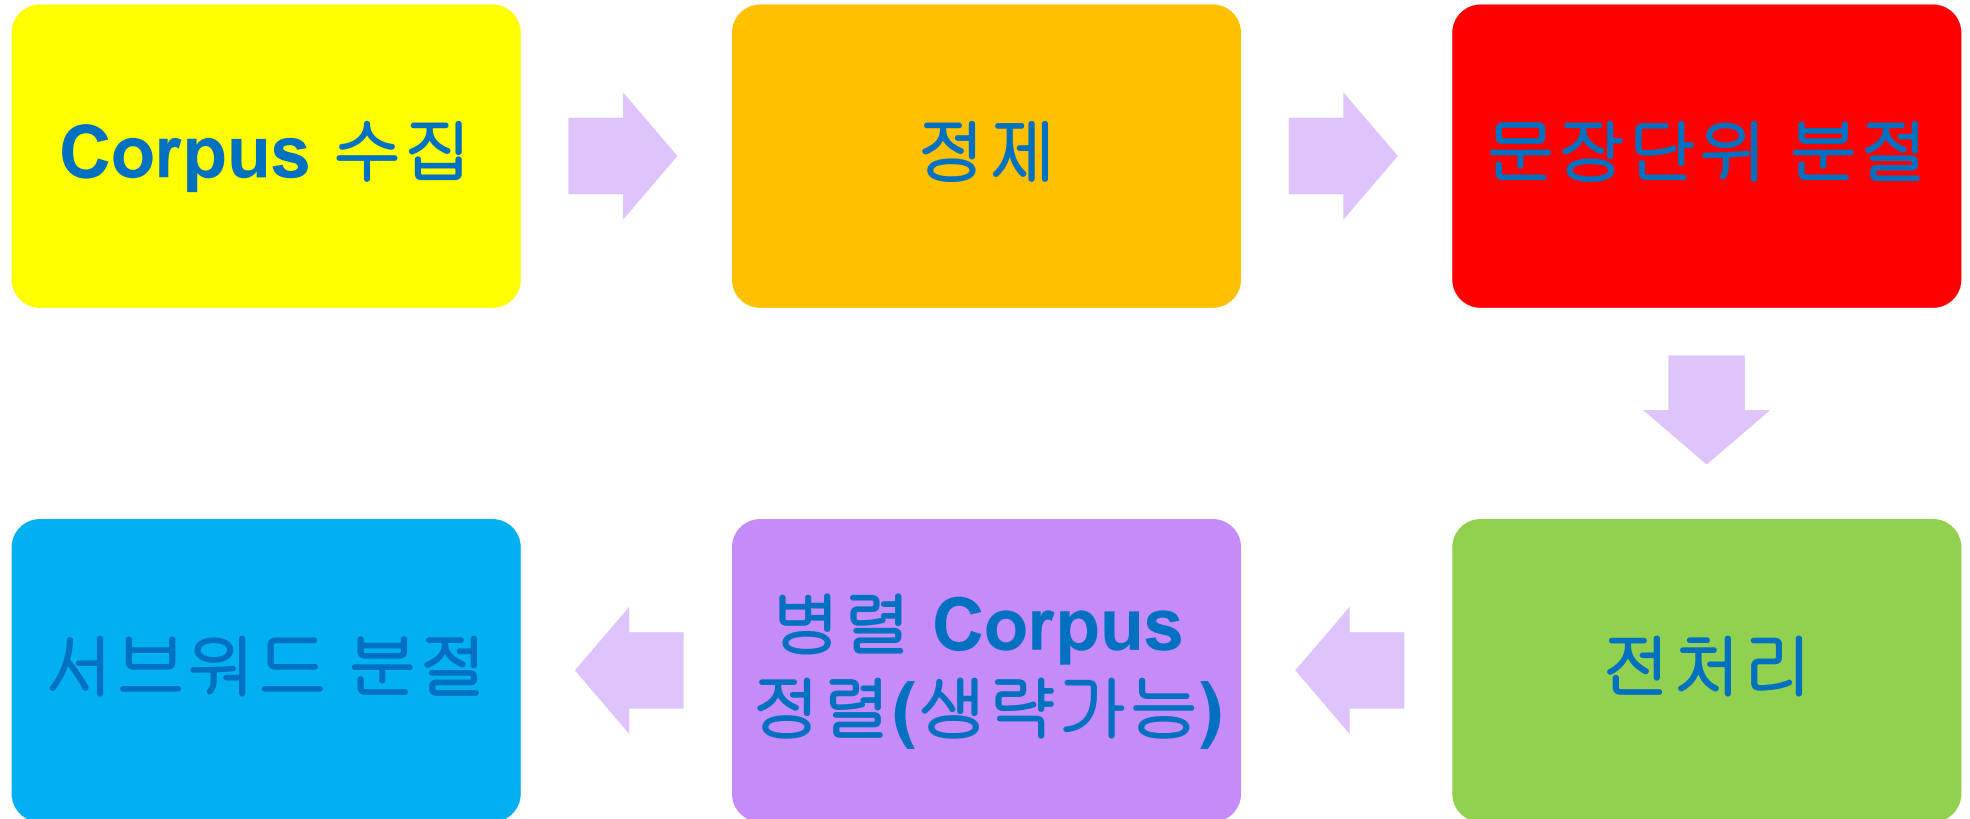 Corpus 수집
정제
문장단위 분절
전처리
병렬 Corpus
정렬(생략가능)
서브워드 분절